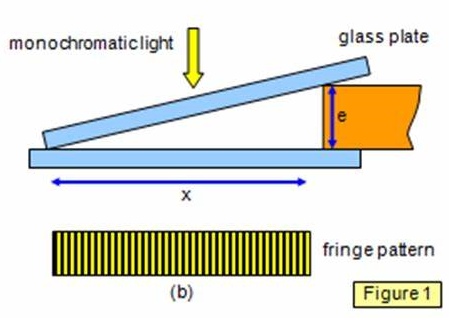 monochromatic light
glass plate
e
x
fringe pattern
(b)
Figure 1